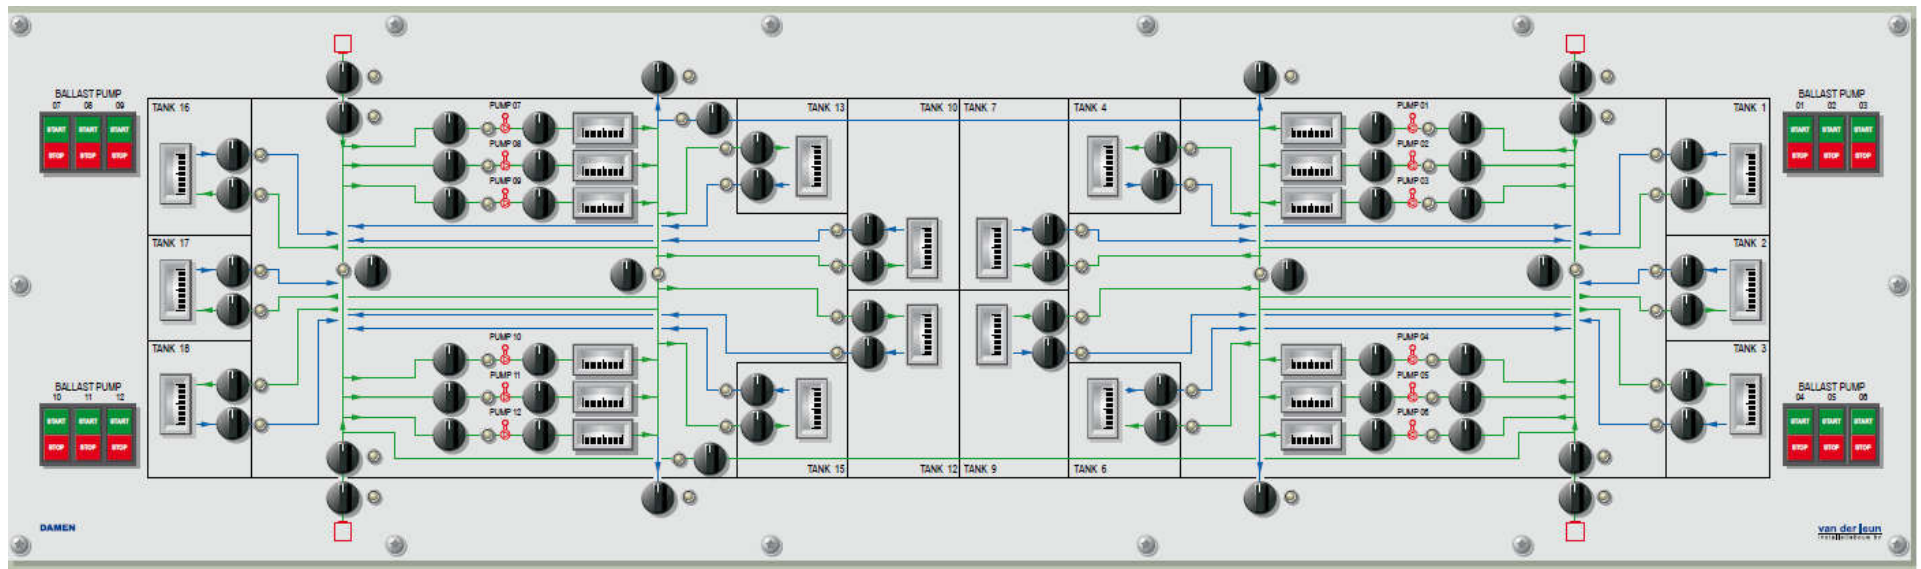 BALLAST PUMP
07 08 09
START START START
STOP STOP STOP
TANK 16
TANK 17
TANK 18
BALLAST PUMP
10 11 12
START START START
STOP STOP STOP
PUMP 07
PUMP 08
PUMP 09
PUMP 10
PUMP 11
PUMP 12
TANK 13
TANK 10
TANK 7
TANK 4
TANK 15
TANK 12
TANK 9
TANK 6
PUMP 01
PUMP 02
PUMP 03
PUMP 04
PUMP 05
PUMP 06
TANK 1
TANK 2
TANK 3
BALLAST PUMP
01 02 03
START START START
STOP STOP STOP
BALLAST PUMP
04 05 06
START START START
STOP STOP STOP
DAMEN
van der leun
installatiebouw bv